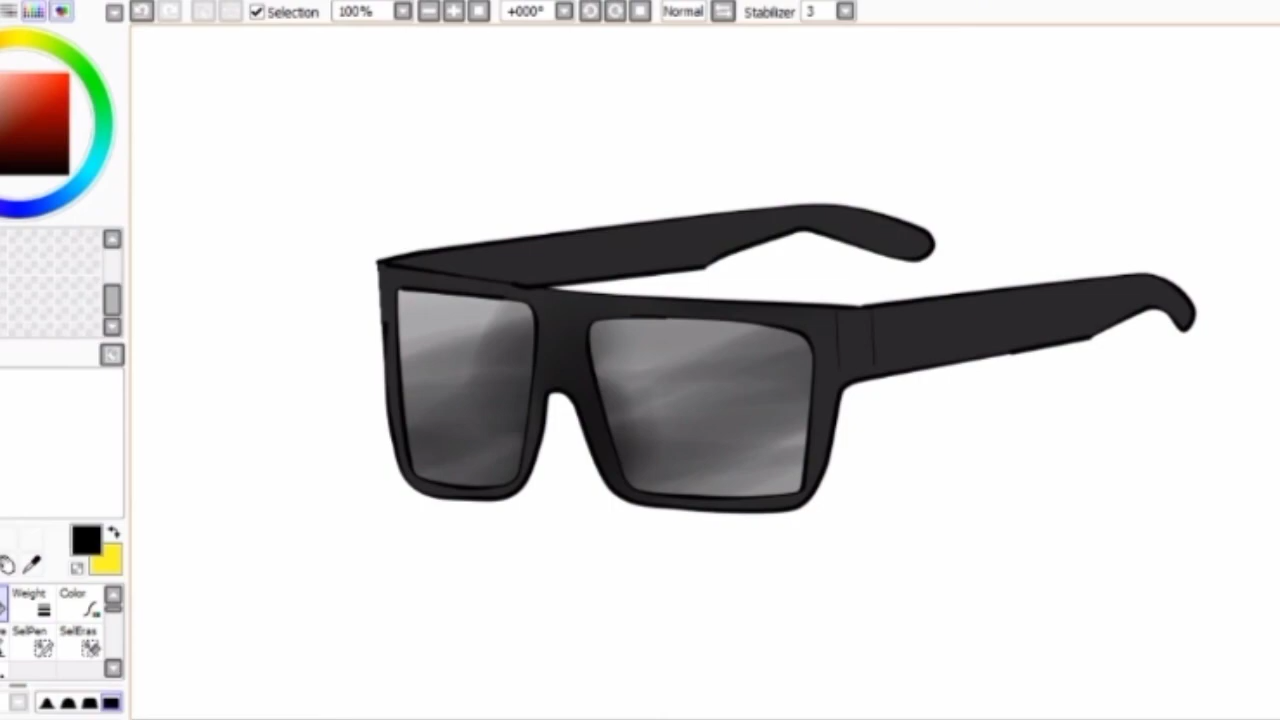 Selection 100% +000° Normal Stabilizer 3
Weight Color
SelPen SelEras